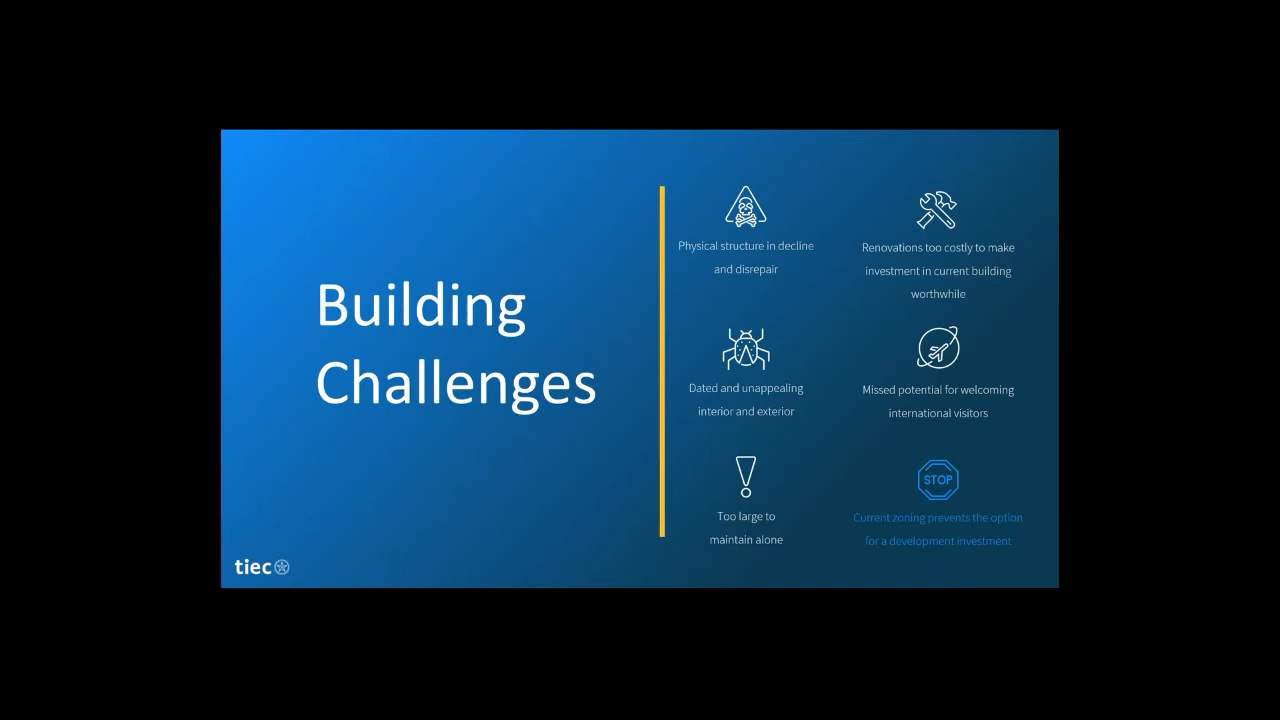 Building
Challenges
Physical structure in decline
and disrepair
Renovations too costly to make
investment in current building
worthwhile
Dated and unappealing
interior and exterior
Missed potential for welcoming
international visitors
Too large to
maintain alone
STOP
Current zoning prevents the option
for a development investment
tiec